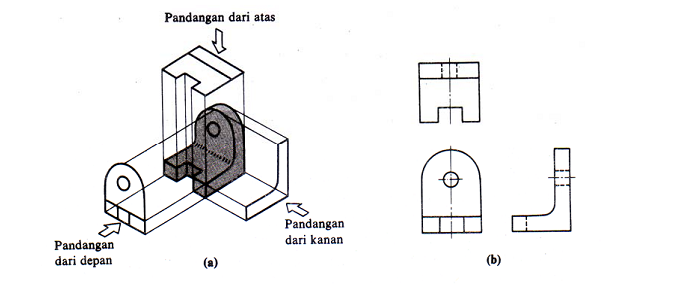 Pandangan dari atas
Pandangan
dari kanan
Pandangan
dari depan
(a)
(b)